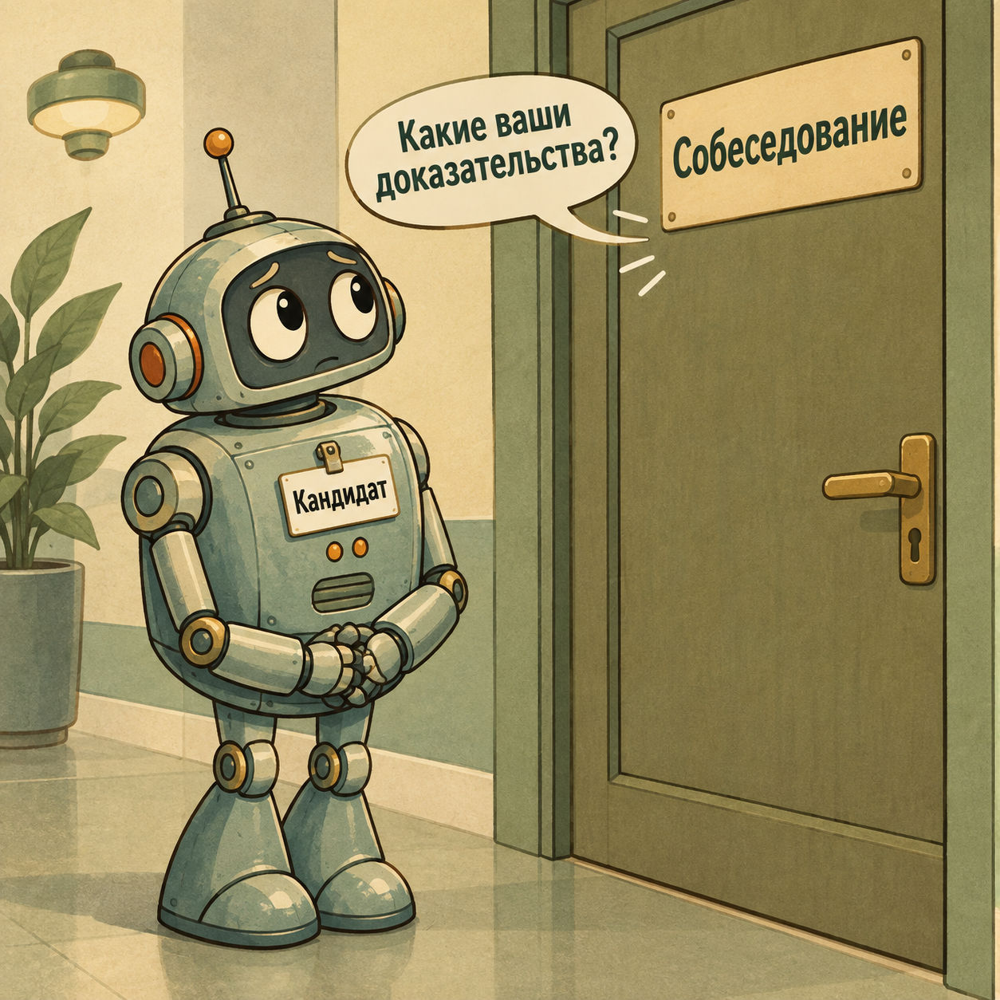 Какие ваши
доказательства?
Собеседование
Кандидат